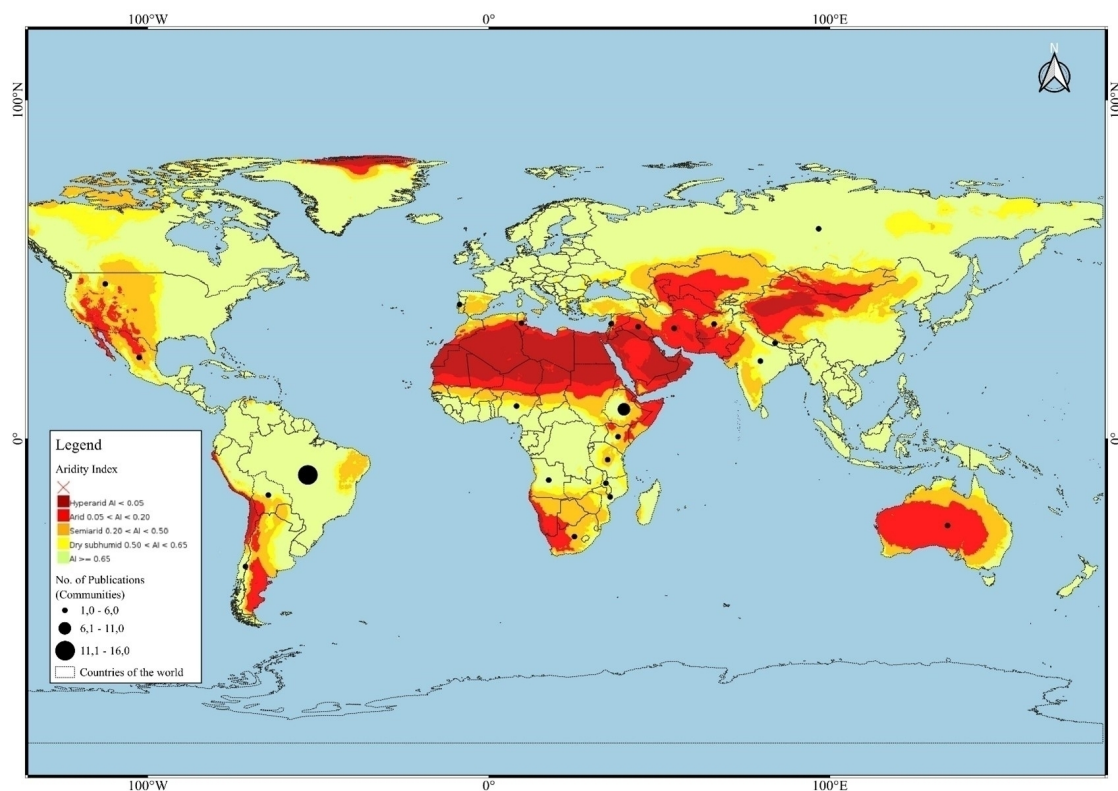 100°W 0° 100°E
N
100°N
100°N
0°
0°
Legend
Aridity Index
Hyperarid AI < 0.05
Arid 0.05 < AI < 0.20
Semiarid 0.20 < AI < 0.50
Dry subhumid 0.50 < AI < 0.65
AI >= 0.65
No. of Publications
(Communities)
1,0 - 6,0
6,1 - 11,0
11,1 - 16,0
Countries of the world
100°W 0° 100°E